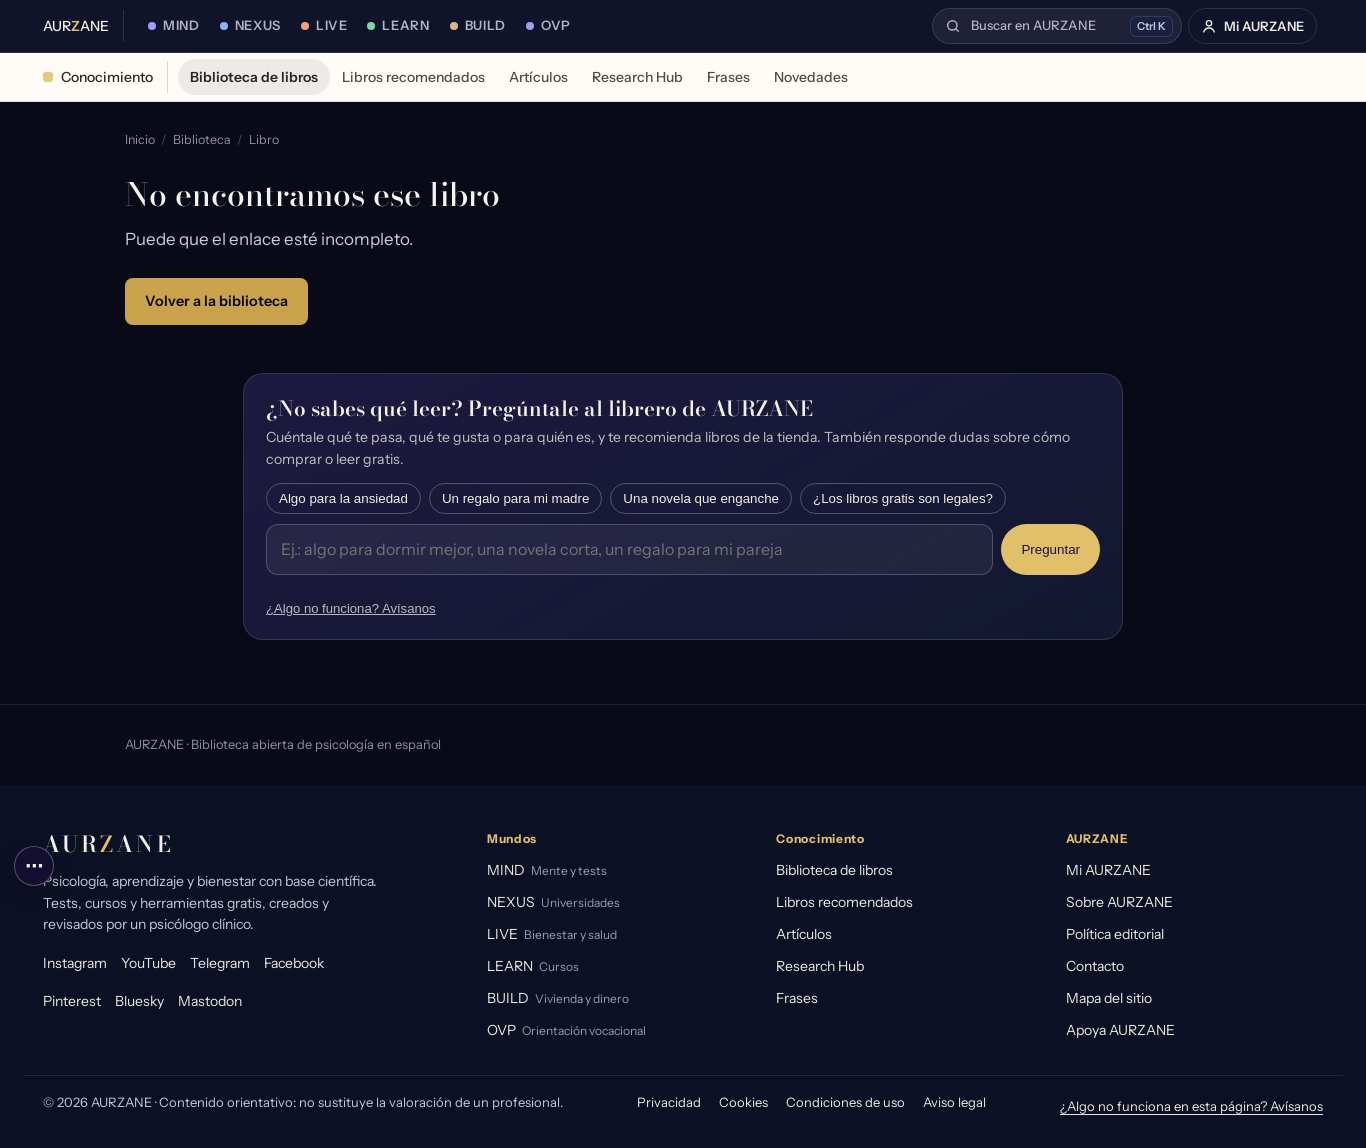 AURZANE MIND NEXUS LIVE LEARN BUILD OVP Buscar en AURZANE Ctrl K Mi AURZANE
Conocimiento Biblioteca de libros Libros recomendados Artículos Research Hub Frases Novedades
Inicio / Biblioteca / Libro
No encontramos ese libro
Puede que el enlace esté incompleto.
Volver a la biblioteca
¿No sabes qué leer? Pregúntale al librero de AURZANE
Cuéntale qué te pasa, qué te gusta o para quién es, y te recomienda libros de la tienda. También responde dudas sobre cómo
comprar o leer gratis.
Algo para la ansiedad Un regalo para mi madre Una novela que enganche ¿Los libros gratis son legales?
Ej.: algo para dormir mejor, una novela corta, un regalo para mi pareja Preguntar
¿Algo no funciona? Avísanos
AURZANE · Biblioteca abierta de psicología en español
AURZANE
Psicología, aprendizaje y bienestar con base científica.
Tests, cursos y herramientas gratis, creados y
revisados por un psicólogo clínico.
Instagram YouTube Telegram Facebook
Pinterest Bluesky Mastodon
Mundos
MIND Mente y tests
NEXUS Universidades
LIVE Bienestar y salud
LEARN Cursos
BUILD Vivienda y dinero
OVP Orientación vocacional
Conocimiento
Biblioteca de libros
Libros recomendados
Artículos
Research Hub
Frases
AURZANE
Mi AURZANE
Sobre AURZANE
Política editorial
Contacto
Mapa del sitio
Apoya AURZANE
© 2026 AURZANE · Contenido orientativo: no sustituye la valoración de un profesional. Privacidad Cookies Condiciones de uso Aviso legal ¿Algo no funciona en esta página? Avísanos